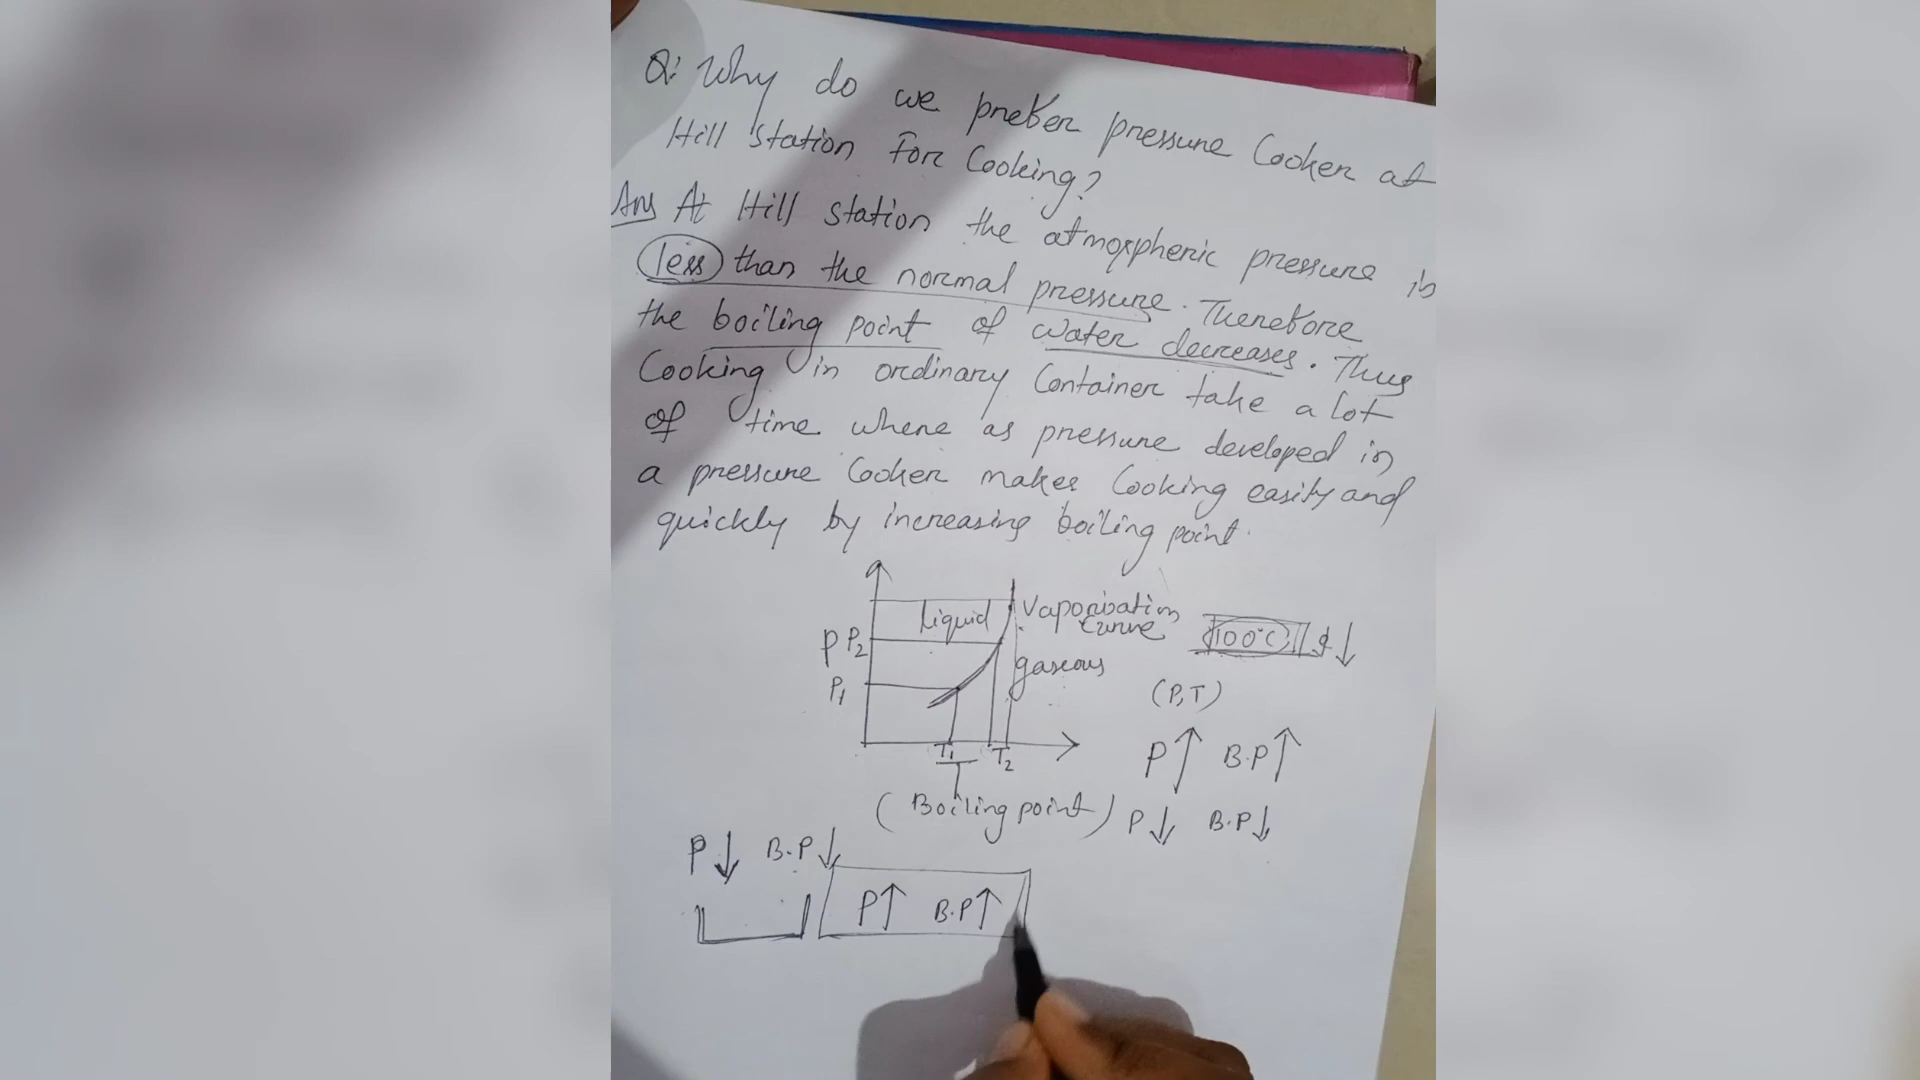 Q: Why do we prefer pressure Cooker at
Hill station For Cooking?
Ans At Hill station the atmospheric pressure is
less than the normal pressure. Therefore
the boiling point of water decreases. Thus
Cooking in ordinary Container take a lot
of time where as pressure developed in
a pressure Cooker makes Cooking easily and
quickly by increasing boiling point.
liquid
Vaporisation
Curve
100°C ↓
P P2
gaseous
P1
(P,T)
T1 T2
P↑ B.P↑
(Boiling point)
P↓ B.P↓
P↓ B.P↓
P↑ B.P↑